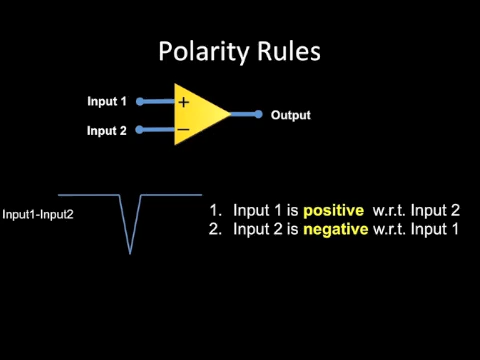 Polarity Rules
Input 1
+
Input 2
−
Output
Input1-Input2
1. Input 1 is positive w.r.t. Input 2
2. Input 2 is negative w.r.t. Input 1